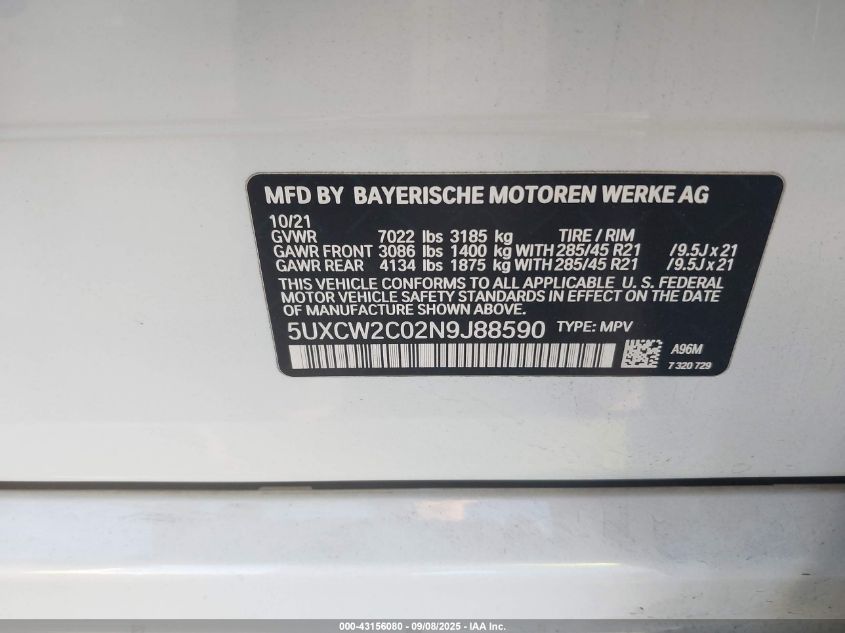 MFD BY BAYERISCHE MOTOREN WERKE AG
10/21
GVWR 7022 lbs 3185 kg TIRE / RIM
GAWR FRONT 3086 lbs 1400 kg WITH 285/45 R21 /9.5J x 21
GAWR REAR 4134 lbs 1875 kg WITH 285/45 R21 /9.5J x 21
THIS VEHICLE CONFORMS TO ALL APPLICABLE U. S. FEDERAL
MOTOR VEHICLE SAFETY STANDARDS IN EFFECT ON THE DATE
OF MANUFACTURE SHOWN ABOVE.
5UXCW2C02N9J88590 TYPE: MPV
A96M
7 320 729
000-43156080 - 09/08/2025 - IAA Inc.